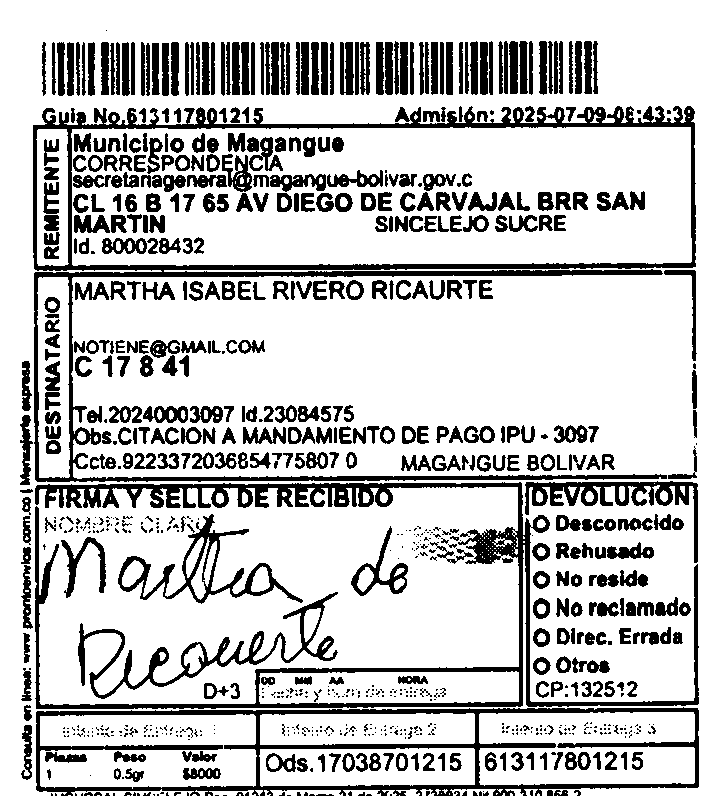 Guia No.613117801215 Admisión: 2025-07-09-08:43:39
REMITENTE
Municipio de Magangue
CORRESPONDENCIA
secretariageneral@magangue-bolivar.gov.c
CL 16 B 17 65 AV DIEGO DE CARVAJAL BRR SAN
MARTIN SINCELEJO SUCRE
Id. 800028432
DESTINATARIO
MARTHA ISABEL RIVERO RICAURTE
NOTIENE@GMAIL.COM
C 17 8 41
Tel.20240003097 Id.23084575
Obs.CITACION A MANDAMIENTO DE PAGO IPU - 3097
Ccte.9223372036854775807 0 MAGANGUE BOLIVAR
FIRMA Y SELLO DE RECIBIDO
NOMBRE CLARO
Martha de
Ricaurte
D+3
DD MM AA HORA
Fecha y hora de entrega
DEVOLUCIÓN
Desconocido
Rehusado
No reside
No reclamado
Direc. Errada
Otros
CP:132512
Intento de Entrega 1 Intento de Entrega 2 Intento de Entrega 3
Piezas Peso Valor
1 0.5gr $8000
Ods.17038701215 613117801215
Consulta en linea: www.prontoenvios.com.co | Mensajeria expresa